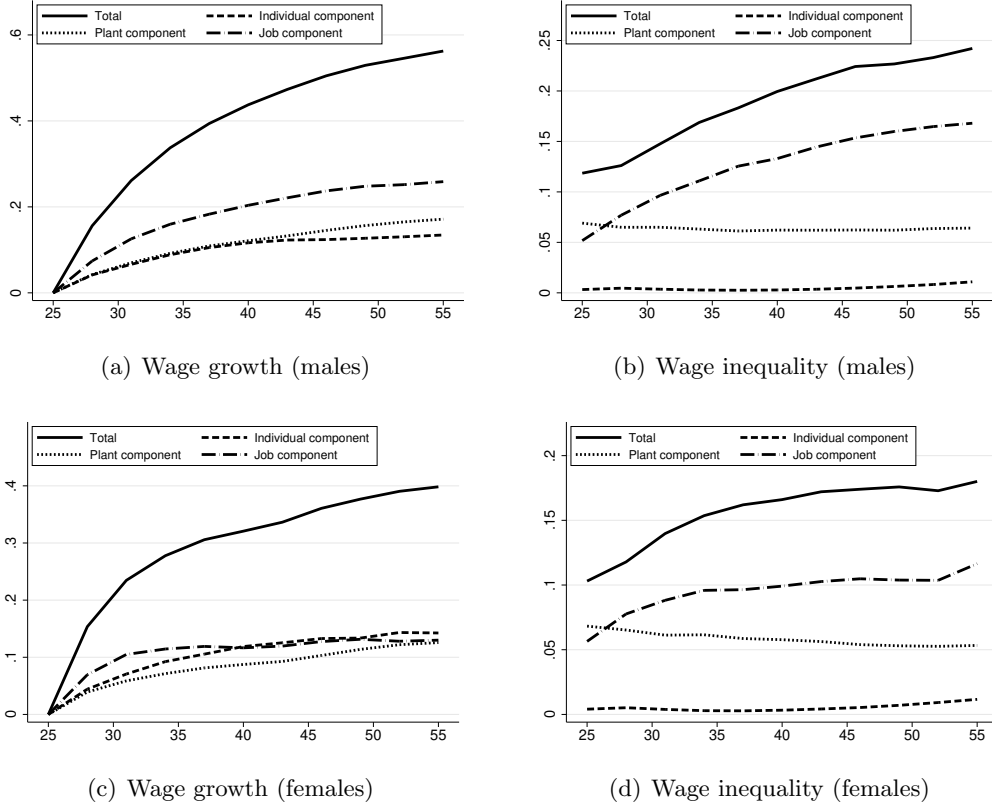 Total Individual component
Plant component Job component
.6
.4
.2
0
25 30 35 40 45 50 55
(a) Wage growth (males)
Total Individual component
Plant component Job component
.25
.2
.15
.1
.05
0
25 30 35 40 45 50 55
(b) Wage inequality (males)
Total Individual component
Plant component Job component
.4
.3
.2
.1
0
25 30 35 40 45 50 55
(c) Wage growth (females)
Total Individual component
Plant component Job component
.2
.15
.1
.05
0
25 30 35 40 45 50 55
(d) Wage inequality (females)